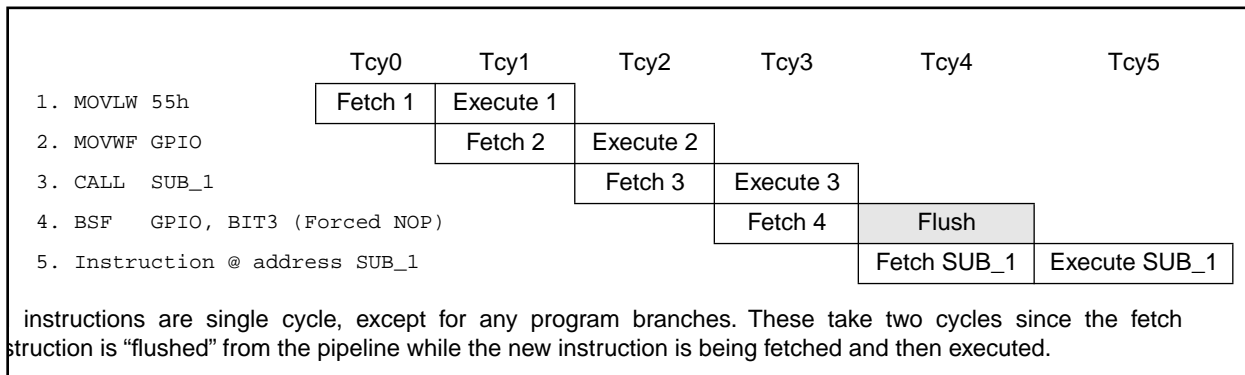 Tcy0 Tcy1 Tcy2 Tcy3 Tcy4 Tcy5
1. MOVLW 55h Fetch 1 Execute 1
2. MOVWF GPIO Fetch 2 Execute 2
3. CALL SUB_1 Fetch 3 Execute 3
4. BSF GPIO, BIT3 (Forced NOP) Fetch 4 Flush
5. Instruction @ address SUB_1 Fetch SUB_1 Execute SUB_1
instructions are single cycle, except for any program branches. These take two cycles since the fetch
struction is “flushed” from the pipeline while the new instruction is being fetched and then executed.